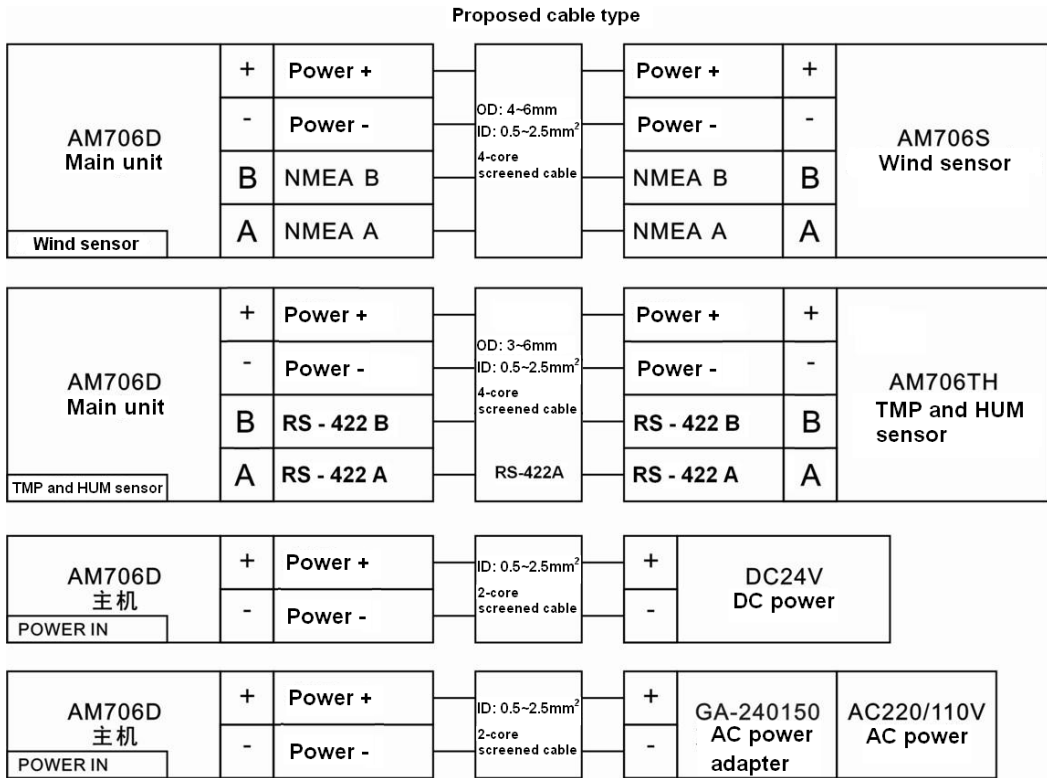 Proposed cable type
AM706D
Main unit
Wind sensor
+ Power +
- Power -
B NMEA B
A NMEA A
OD: 4~6mm
ID: 0.5~2.5mm²
4-core
screened cable
Power + +
Power - -
NMEA B B
NMEA A A
AM706S
Wind sensor
AM706D
Main unit
TMP and HUM sensor
+ Power +
- Power -
B RS - 422 B
A RS - 422 A
OD: 3~6mm
ID: 0.5~2.5mm²
4-core
screened cable
RS-422A
Power + +
Power - -
RS - 422 B B
RS - 422 A A
AM706TH
TMP and HUM
sensor
AM706D
主机
POWER IN
+ Power +
- Power -
ID: 0.5~2.5mm²
2-core
screened cable
+
-
DC24V
DC power
AM706D
主机
POWER IN
+ Power +
- Power -
ID: 0.5~2.5mm²
2-core
screened cable
+
-
GA-240150
AC power
adapter
AC220/110V
AC power